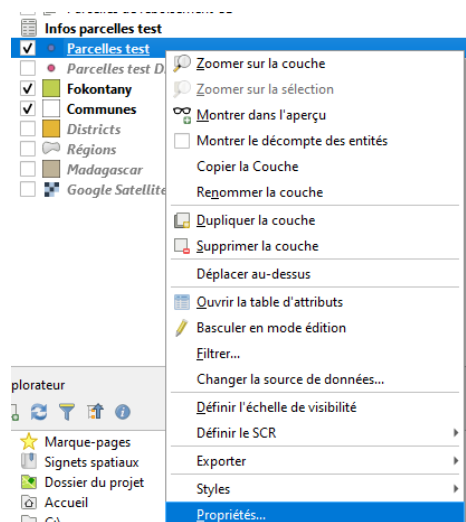 Infos parcelles test
Parcelles test
Parcelles test D
Fokontany
Communes
Districts
Régions
Madagascar
Google Satellite
Zoomer sur la couche
Zoomer sur la sélection
Montrer dans l'aperçu
Montrer le décompte des entités
Copier la Couche
Renommer la couche
Dupliquer la couche
Supprimer la couche
Déplacer au-dessus
Ouvrir la table d'attributs
Basculer en mode édition
Filtrer...
Changer la source de données...
Définir l'échelle de visibilité
Définir le SCR
Exporter
Styles
Propriétés...
plorateur
Marque-pages
Signets spatiaux
Dossier du projet
Accueil